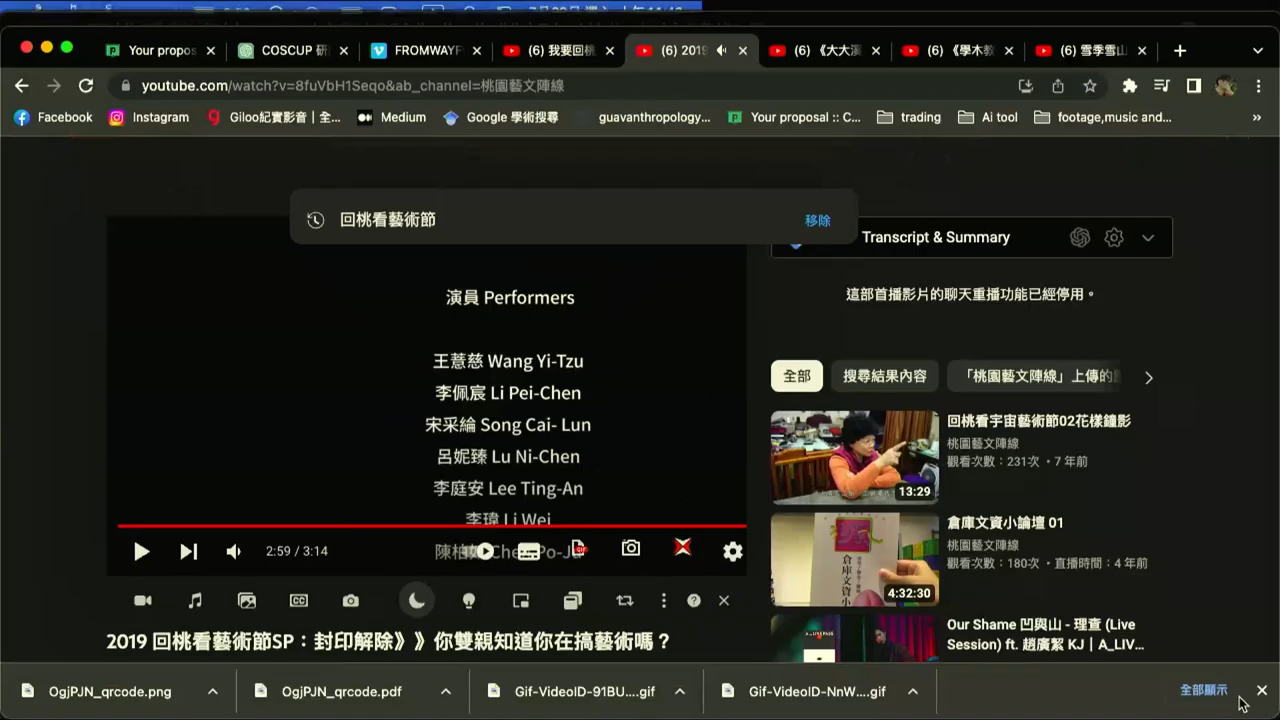 Your propos
COSCUP 研
FROMWAYF
(6) 我要回桃
(6) 2019
(6) 《大大溪
(6) 《學木教
(6) 雪季雪山
youtube.com/watch?v=8fuVbH1Seqo&ab_channel=桃園藝文陣線
Facebook
Instagram
Giloo紀實影音 | 全...
Medium
Google 學術搜尋
guavanthropology...
Your proposal :: C...
trading
Ai tool
footage,music and...
回桃看藝術節
移除
演員 Performers
王薏慈 Wang Yi-Tzu
李佩宸 Li Pei-Chen
宋采綸 Song Cai- Lun
呂妮臻 Lu Ni-Chen
李庭安 Lee Ting-An
李瑋 Li Wei
2:59 / 3:14
Transcript & Summary
這部首播影片的聊天重播功能已經停用。
全部
搜尋結果內容
「桃園藝文陣線」上傳的
回桃看宇宙藝術節02花樣鐘影
桃園藝文陣線
觀看次數：231次 ・7 年前
13:29
倉庫文資小論壇 01
桃園藝文陣線
觀看次數：180次 ・直播時間：4 年前
4:32:30
Our Shame 凹與山 - 理查 (Live
Session) ft. 趙廣絜 KJ | A_LIV...
2019 回桃看藝術節SP：封印解除》》你雙親知道你在搞藝術嗎？
OgjPJN_qrcode.png
OgjPJN_qrcode.pdf
Gif-VideoID-91BU....gif
Gif-VideoID-NnW....gif
全部顯示